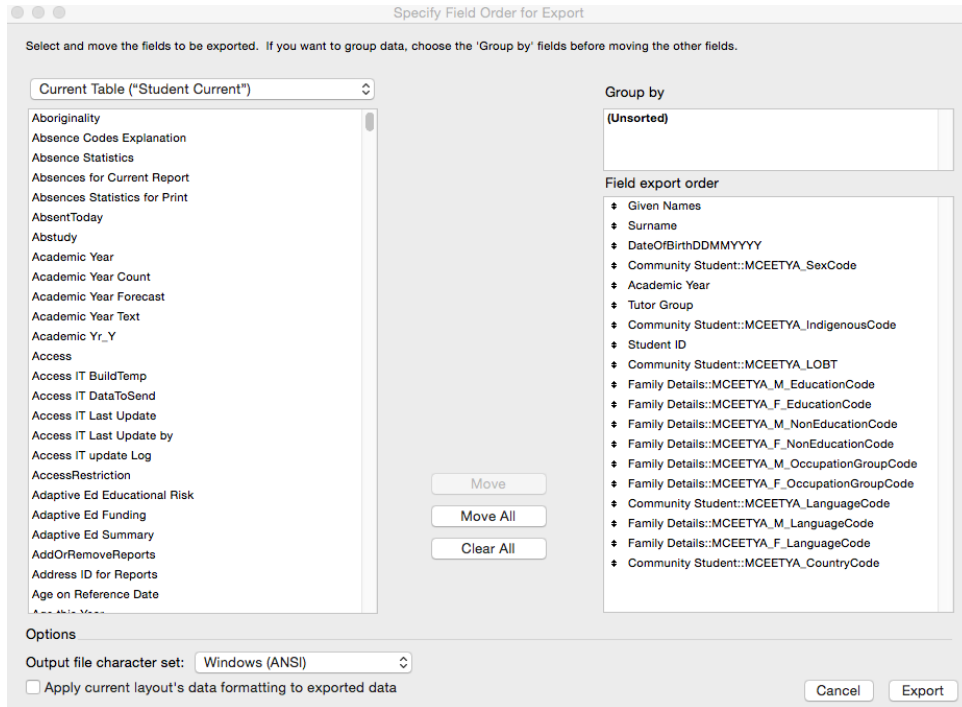 Specify Field Order for Export
Select and move the fields to be exported. If you want to group data, choose the 'Group by' fields before moving the other fields.
Current Table ("Student Current")
Aboriginality
Absence Codes Explanation
Absence Statistics
Absences for Current Report
Absences Statistics for Print
AbsentToday
Abstudy
Academic Year
Academic Year Count
Academic Year Forecast
Academic Year Text
Academic Yr_Y
Access
Access IT BuildTemp
Access IT DataToSend
Access IT Last Update
Access IT Last Update by
Access IT update Log
AccessRestriction
Adaptive Ed Educational Risk
Adaptive Ed Funding
Adaptive Ed Summary
AddOrRemoveReports
Address ID for Reports
Age on Reference Date
Age this Year
Move
Move All
Clear All
Group by
(Unsorted)
Field export order
Given Names
Surname
DateOfBirthDDMMYYYY
Community Student::MCEETYA_SexCode
Academic Year
Tutor Group
Community Student::MCEETYA_IndigenousCode
Student ID
Community Student::MCEETYA_LOBT
Family Details::MCEETYA_M_EducationCode
Family Details::MCEETYA_F_EducationCode
Family Details::MCEETYA_M_NonEducationCode
Family Details::MCEETYA_F_NonEducationCode
Family Details::MCEETYA_M_OccupationGroupCode
Family Details::MCEETYA_F_OccupationGroupCode
Community Student::MCEETYA_LanguageCode
Family Details::MCEETYA_M_LanguageCode
Family Details::MCEETYA_F_LanguageCode
Community Student::MCEETYA_CountryCode
Options
Output file character set: Windows (ANSI)
Apply current layout's data formatting to exported data
Cancel
Export